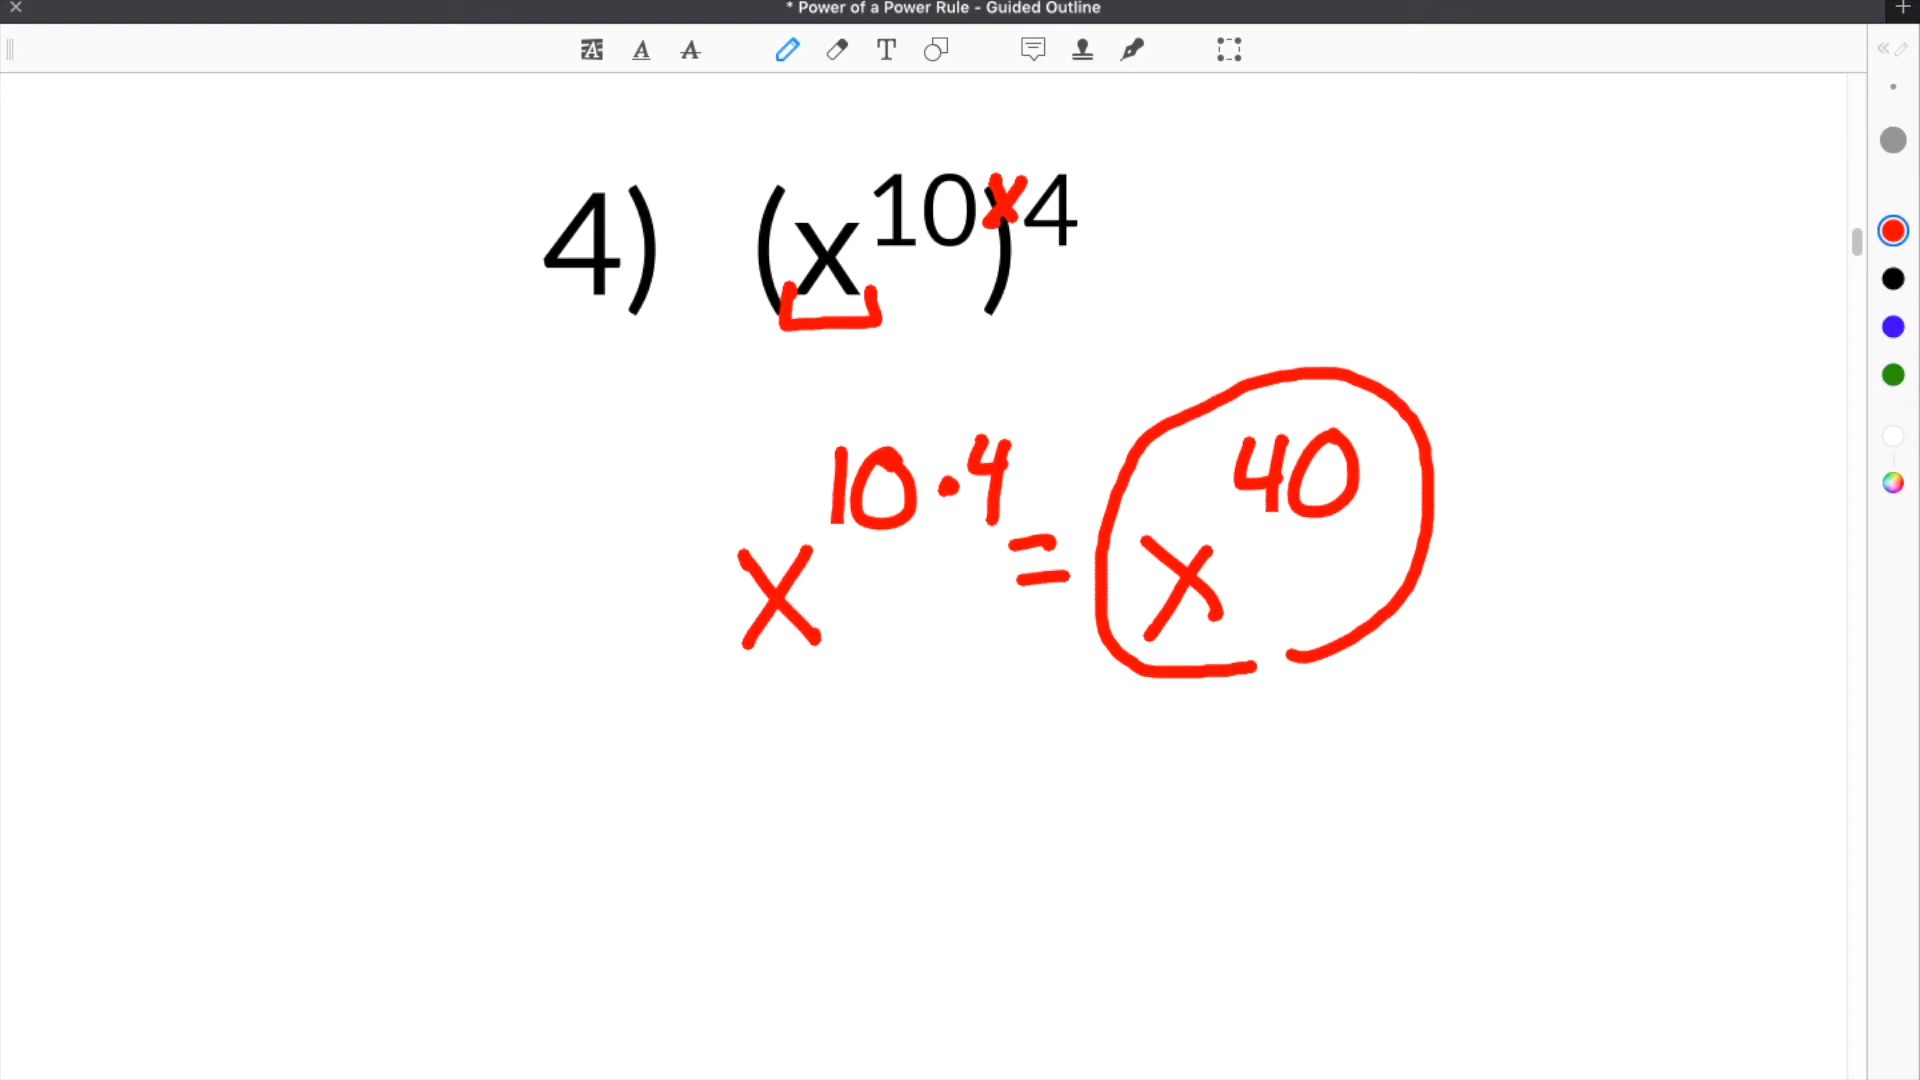 * Power of a Power Rule - Guided Outline
4) (x^10)^4
×
x^10·4 = x^40